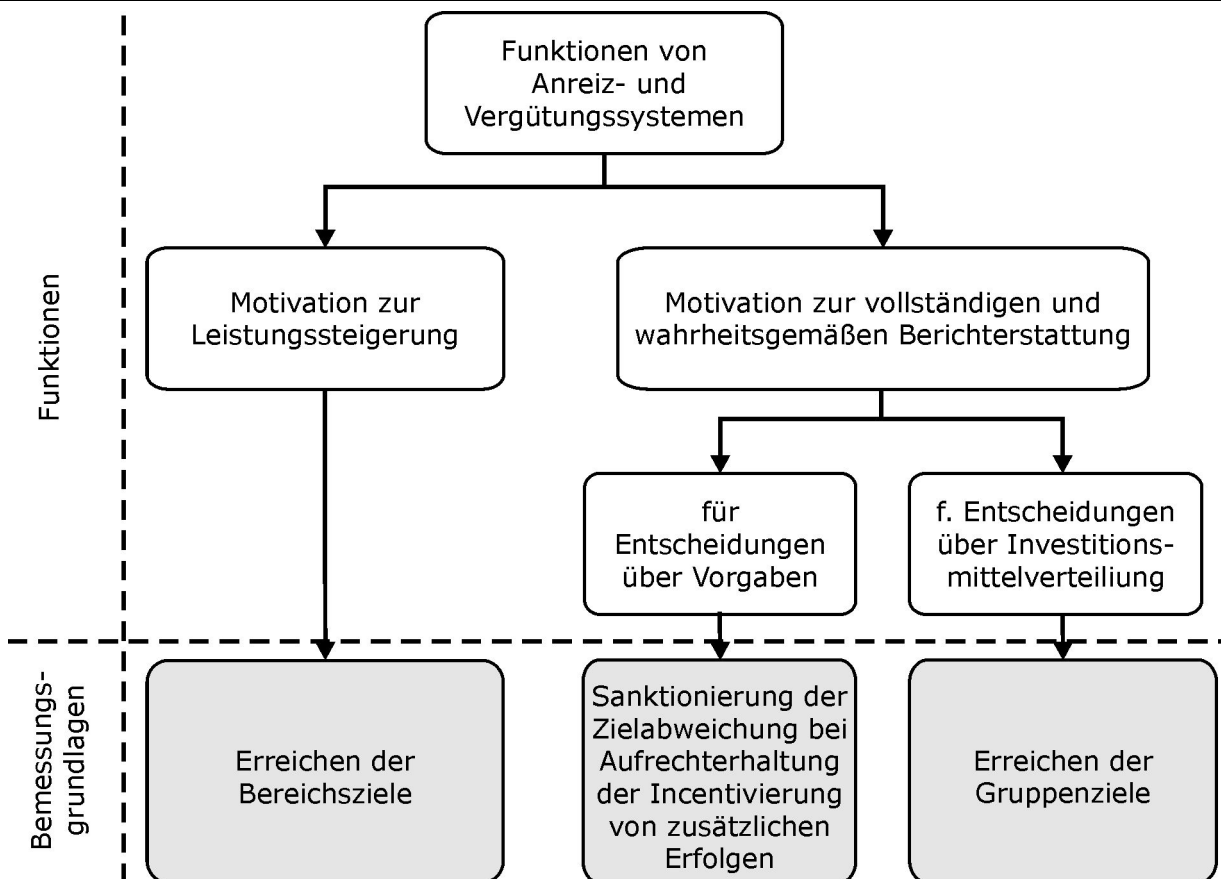 Funktionen von
Anreiz- und
Vergütungssystemen
Funktionen
Motivation zur
Leistungssteigerung
Motivation zur vollständigen und
wahrheitsgemäßen Berichterstattung
für
Entscheidungen
über Vorgaben
f. Entscheidungen
über Investitions-
mittelverteiliung
Bemessungs-
grundlagen
Erreichen der
Bereichsziele
Sanktionierung der
Zielabweichung bei
Aufrechterhaltung
der Incentivierung
von zusätzlichen
Erfolgen
Erreichen der
Gruppenziele